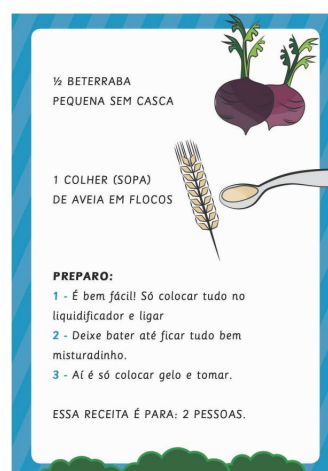 ½ BETERRABA
PEQUENA SEM CASCA
1 COLHER (SOPA)
DE AVEIA EM FLOCOS
PREPARO:
1 - É bem fácil! Só colocar tudo no
liquidificador e ligar
2 - Deixe bater até ficar tudo bem
misturadinho.
3 - Aí é só colocar gelo e tomar.
ESSA RECEITA É PARA: 2 PESSOAS.